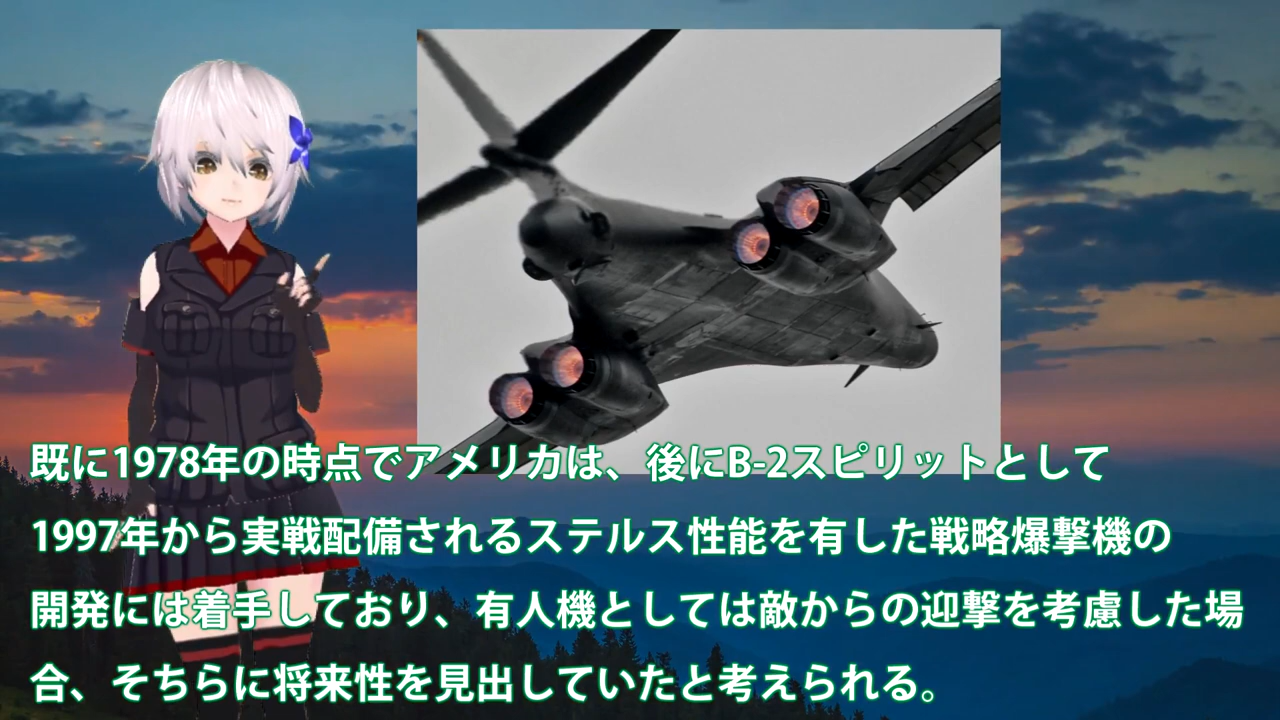 既に1978年の時点でアメリカは、後にB-2スピリットとして
1997年から実戦配備されるステルス性能を有した戦略爆撃機の
開発には着手しており、有人機としては敵からの迎撃を考慮した場
合、そちらに将来性を見出していたと考えられる。